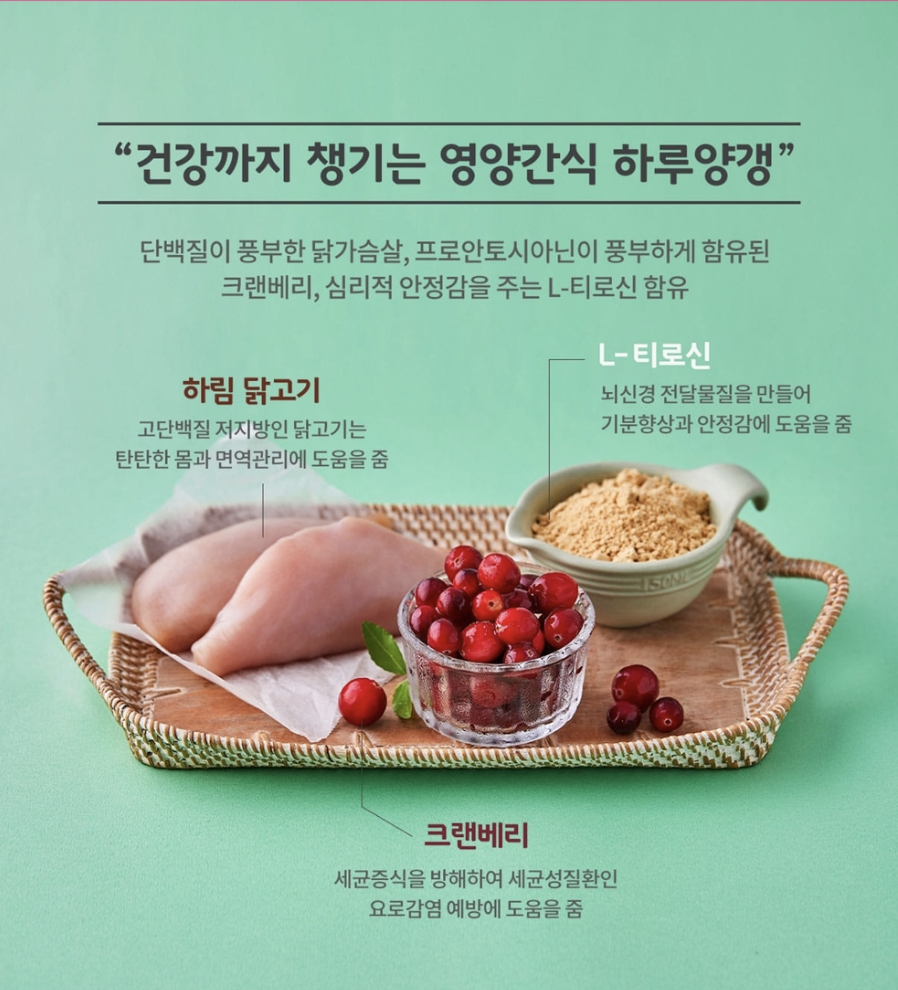 “건강까지 챙기는 영양간식 하루양갱”
단백질이 풍부한 닭가슴살, 프로안토시아닌이 풍부하게 함유된
크랜베리, 심리적 안정감을 주는 L-티로신 함유
L-티로신
뇌신경 전달물질을 만들어
기분향상과 안정감에 도움을 줌
하림 닭고기
고단백질 저지방인 닭고기는
탄탄한 몸과 면역관리에 도움을 줌
크랜베리
세균증식을 방해하여 세균성질환인
요로감염 예방에 도움을 줌